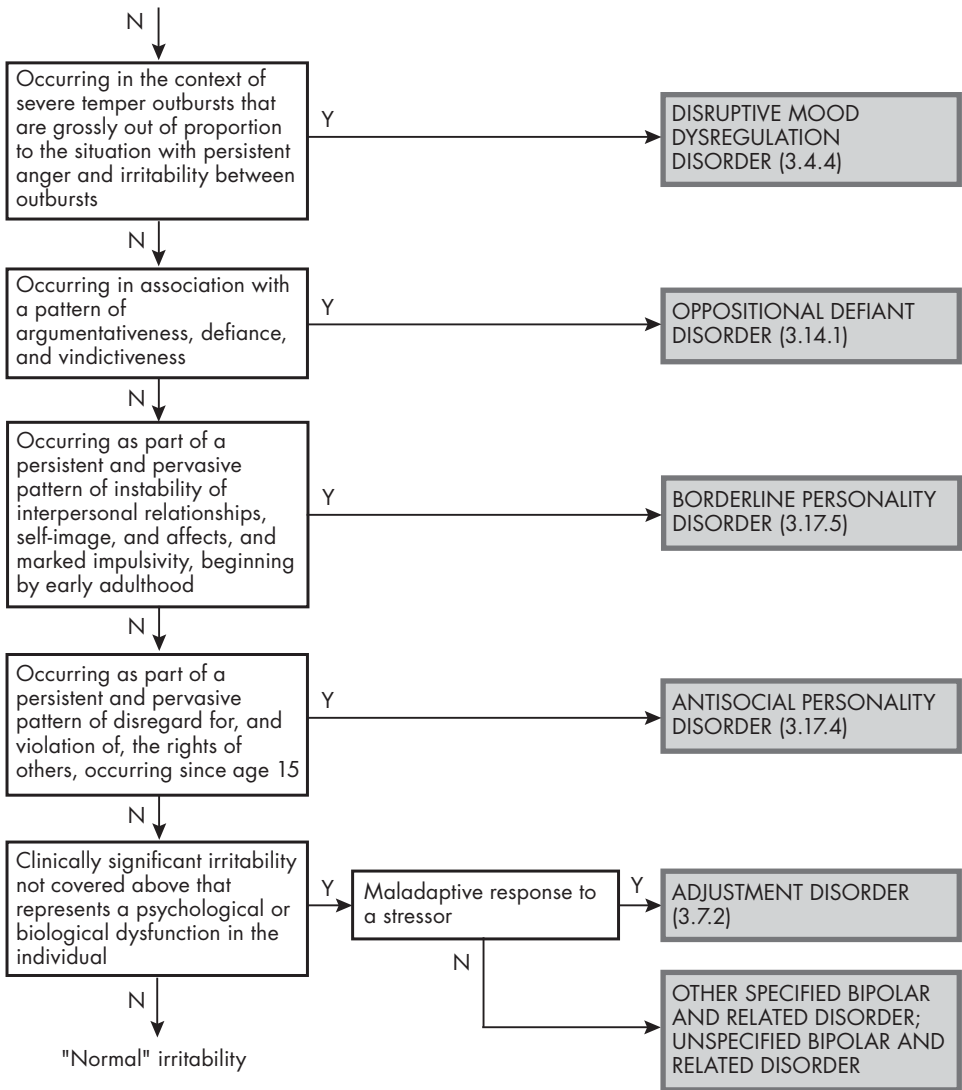 N
Occurring in the context of
severe temper outbursts that
are grossly out of proportion
to the situation with persistent
anger and irritability between
outbursts
Y
DISRUPTIVE MOOD
DYSREGULATION
DISORDER (3.4.4)
N
Occurring in association with
a pattern of
argumentativeness, defiance,
and vindictiveness
Y
OPPOSITIONAL DEFIANT
DISORDER (3.14.1)
N
Occurring as part of a
persistent and pervasive
pattern of instability of
interpersonal relationships,
self-image, and affects, and
marked impulsivity, beginning
by early adulthood
Y
BORDERLINE PERSONALITY
DISORDER (3.17.5)
N
Occurring as part of a
persistent and pervasive
pattern of disregard for, and
violation of, the rights of
others, occurring since age 15
Y
ANTISOCIAL PERSONALITY
DISORDER (3.17.4)
N
Clinically significant irritability
not covered above that
represents a psychological or
biological dysfunction in the
individual
Y
Maladaptive response to
a stressor
Y
ADJUSTMENT DISORDER
(3.7.2)
N
OTHER SPECIFIED BIPOLAR
AND RELATED DISORDER;
UNSPECIFIED BIPOLAR AND
RELATED DISORDER
N
"Normal" irritability